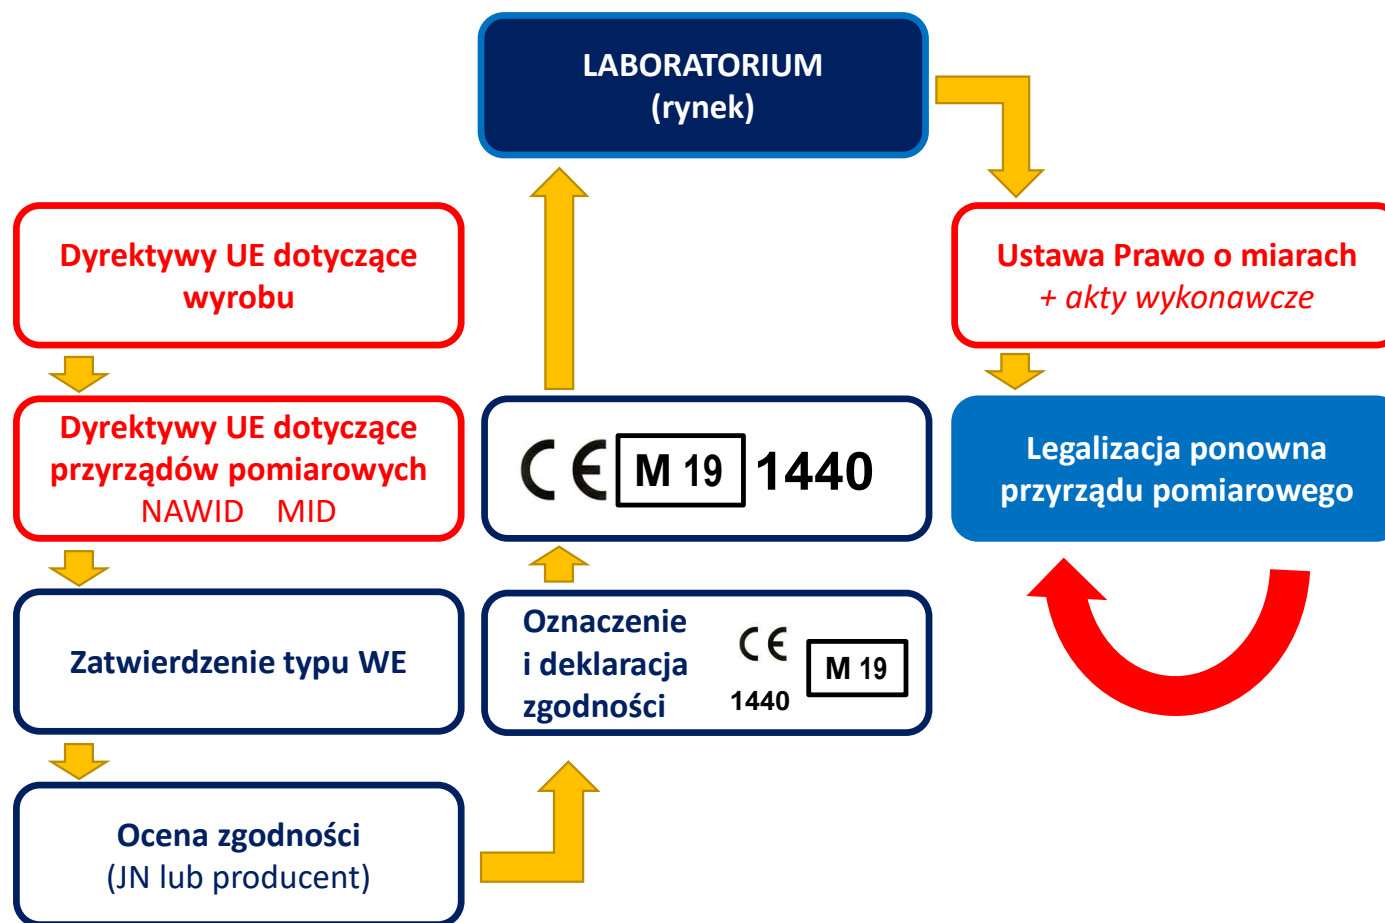 LABORATORIUM
(rynek)
Dyrektywy UE dotyczące
wyrobu
Dyrektywy UE dotyczące
przyrządów pomiarowych
NAWID MID
Zatwierdzenie typu WE
Ocena zgodności
(JN lub producent)
CE M 19 1440
Oznaczenie
i deklaracja
zgodności
CE
1440
M 19
Ustawa Prawo o miarach
+ akty wykonawcze
Legalizacja ponowna
przyrządu pomiarowego